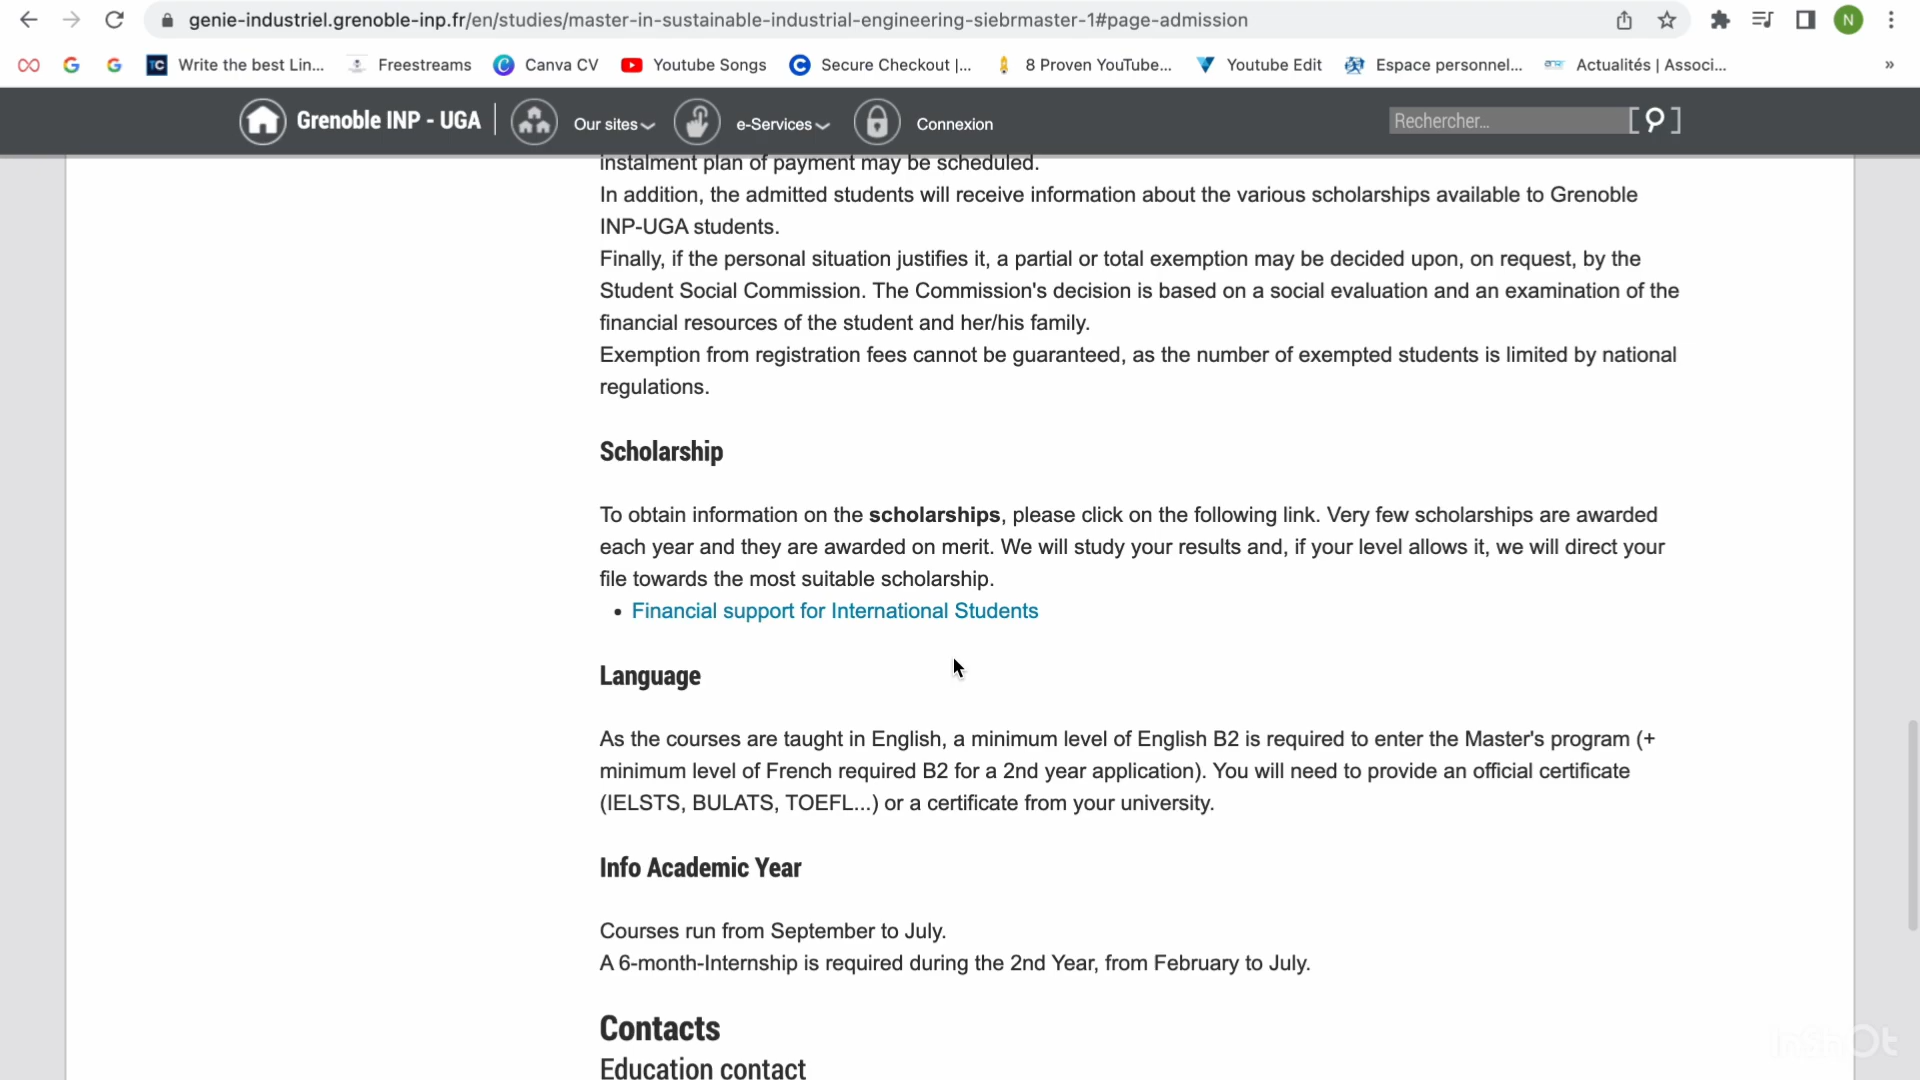 genie-industriel.grenoble-inp.fr/en/studies/master-in-sustainable-industrial-engineering-siebrmaster-1#page-admission
N
TC Write the best Lin... Freestreams Canva CV Youtube Songs Secure Checkout |... 8 Proven YouTube... Youtube Edit Espace personnel... Actualités | Associ... »
Grenoble INP - UGA Our sites e-Services Connexion Rechercher...
instalment plan of payment may be scheduled.
In addition, the admitted students will receive information about the various scholarships available to Grenoble
INP-UGA students.
Finally, if the personal situation justifies it, a partial or total exemption may be decided upon, on request, by the
Student Social Commission. The Commission's decision is based on a social evaluation and an examination of the
financial resources of the student and her/his family.
Exemption from registration fees cannot be guaranteed, as the number of exempted students is limited by national
regulations.
Scholarship
To obtain information on the scholarships, please click on the following link. Very few scholarships are awarded
each year and they are awarded on merit. We will study your results and, if your level allows it, we will direct your
file towards the most suitable scholarship.
• Financial support for International Students
Language
As the courses are taught in English, a minimum level of English B2 is required to enter the Master's program (+
minimum level of French required B2 for a 2nd year application). You will need to provide an official certificate
(IELSTS, BULATS, TOEFL...) or a certificate from your university.
Info Academic Year
Courses run from September to July.
A 6-month-Internship is required during the 2nd Year, from February to July.
Contacts
Education contact
InShOt